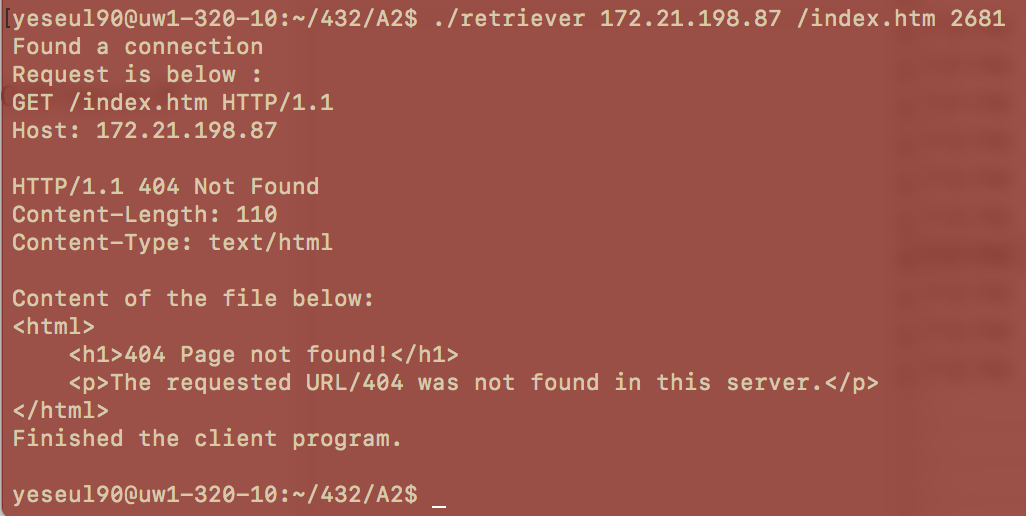 [yeseul90@uw1-320-10:~/432/A2$ ./retriever 172.21.198.87 /index.htm 2681
Found a connection
Request is below :
GET /index.htm HTTP/1.1
Host: 172.21.198.87
HTTP/1.1 404 Not Found
Content-Length: 110
Content-Type: text/html
Content of the file below:
<html>
    <h1>404 Page not found!</h1>
    <p>The requested URL/404 was not found in this server.</p>
</html>
Finished the client program.
yeseul90@uw1-320-10:~/432/A2$ _